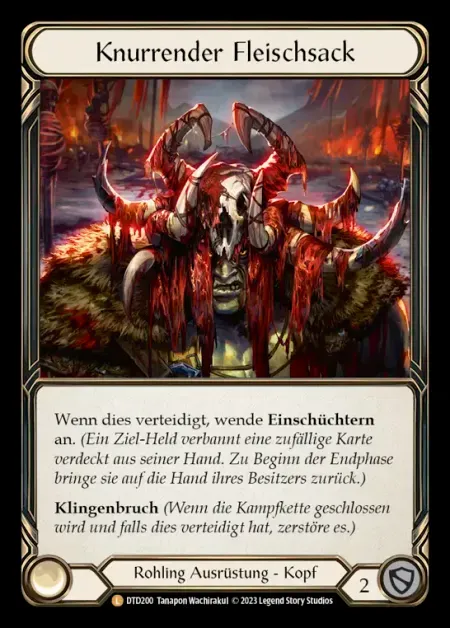 Knurrender Fleischsack
Wenn dies verteidigt, wende Einschüchtern
an. (Ein Ziel-Held verbannt eine zufällige Karte
verdeckt aus seiner Hand. Zu Beginn der Endphase
bringe sie auf die Hand ihres Besitzers zurück.)
Klingenbruch (Wenn die Kampfkette geschlossen
wird und falls dies verteidigt hat, zerstöre es.)
Rohling Ausrüstung - Kopf
2
L DTD200 Tanapon Wachirakul © 2023 Legend Story Studios